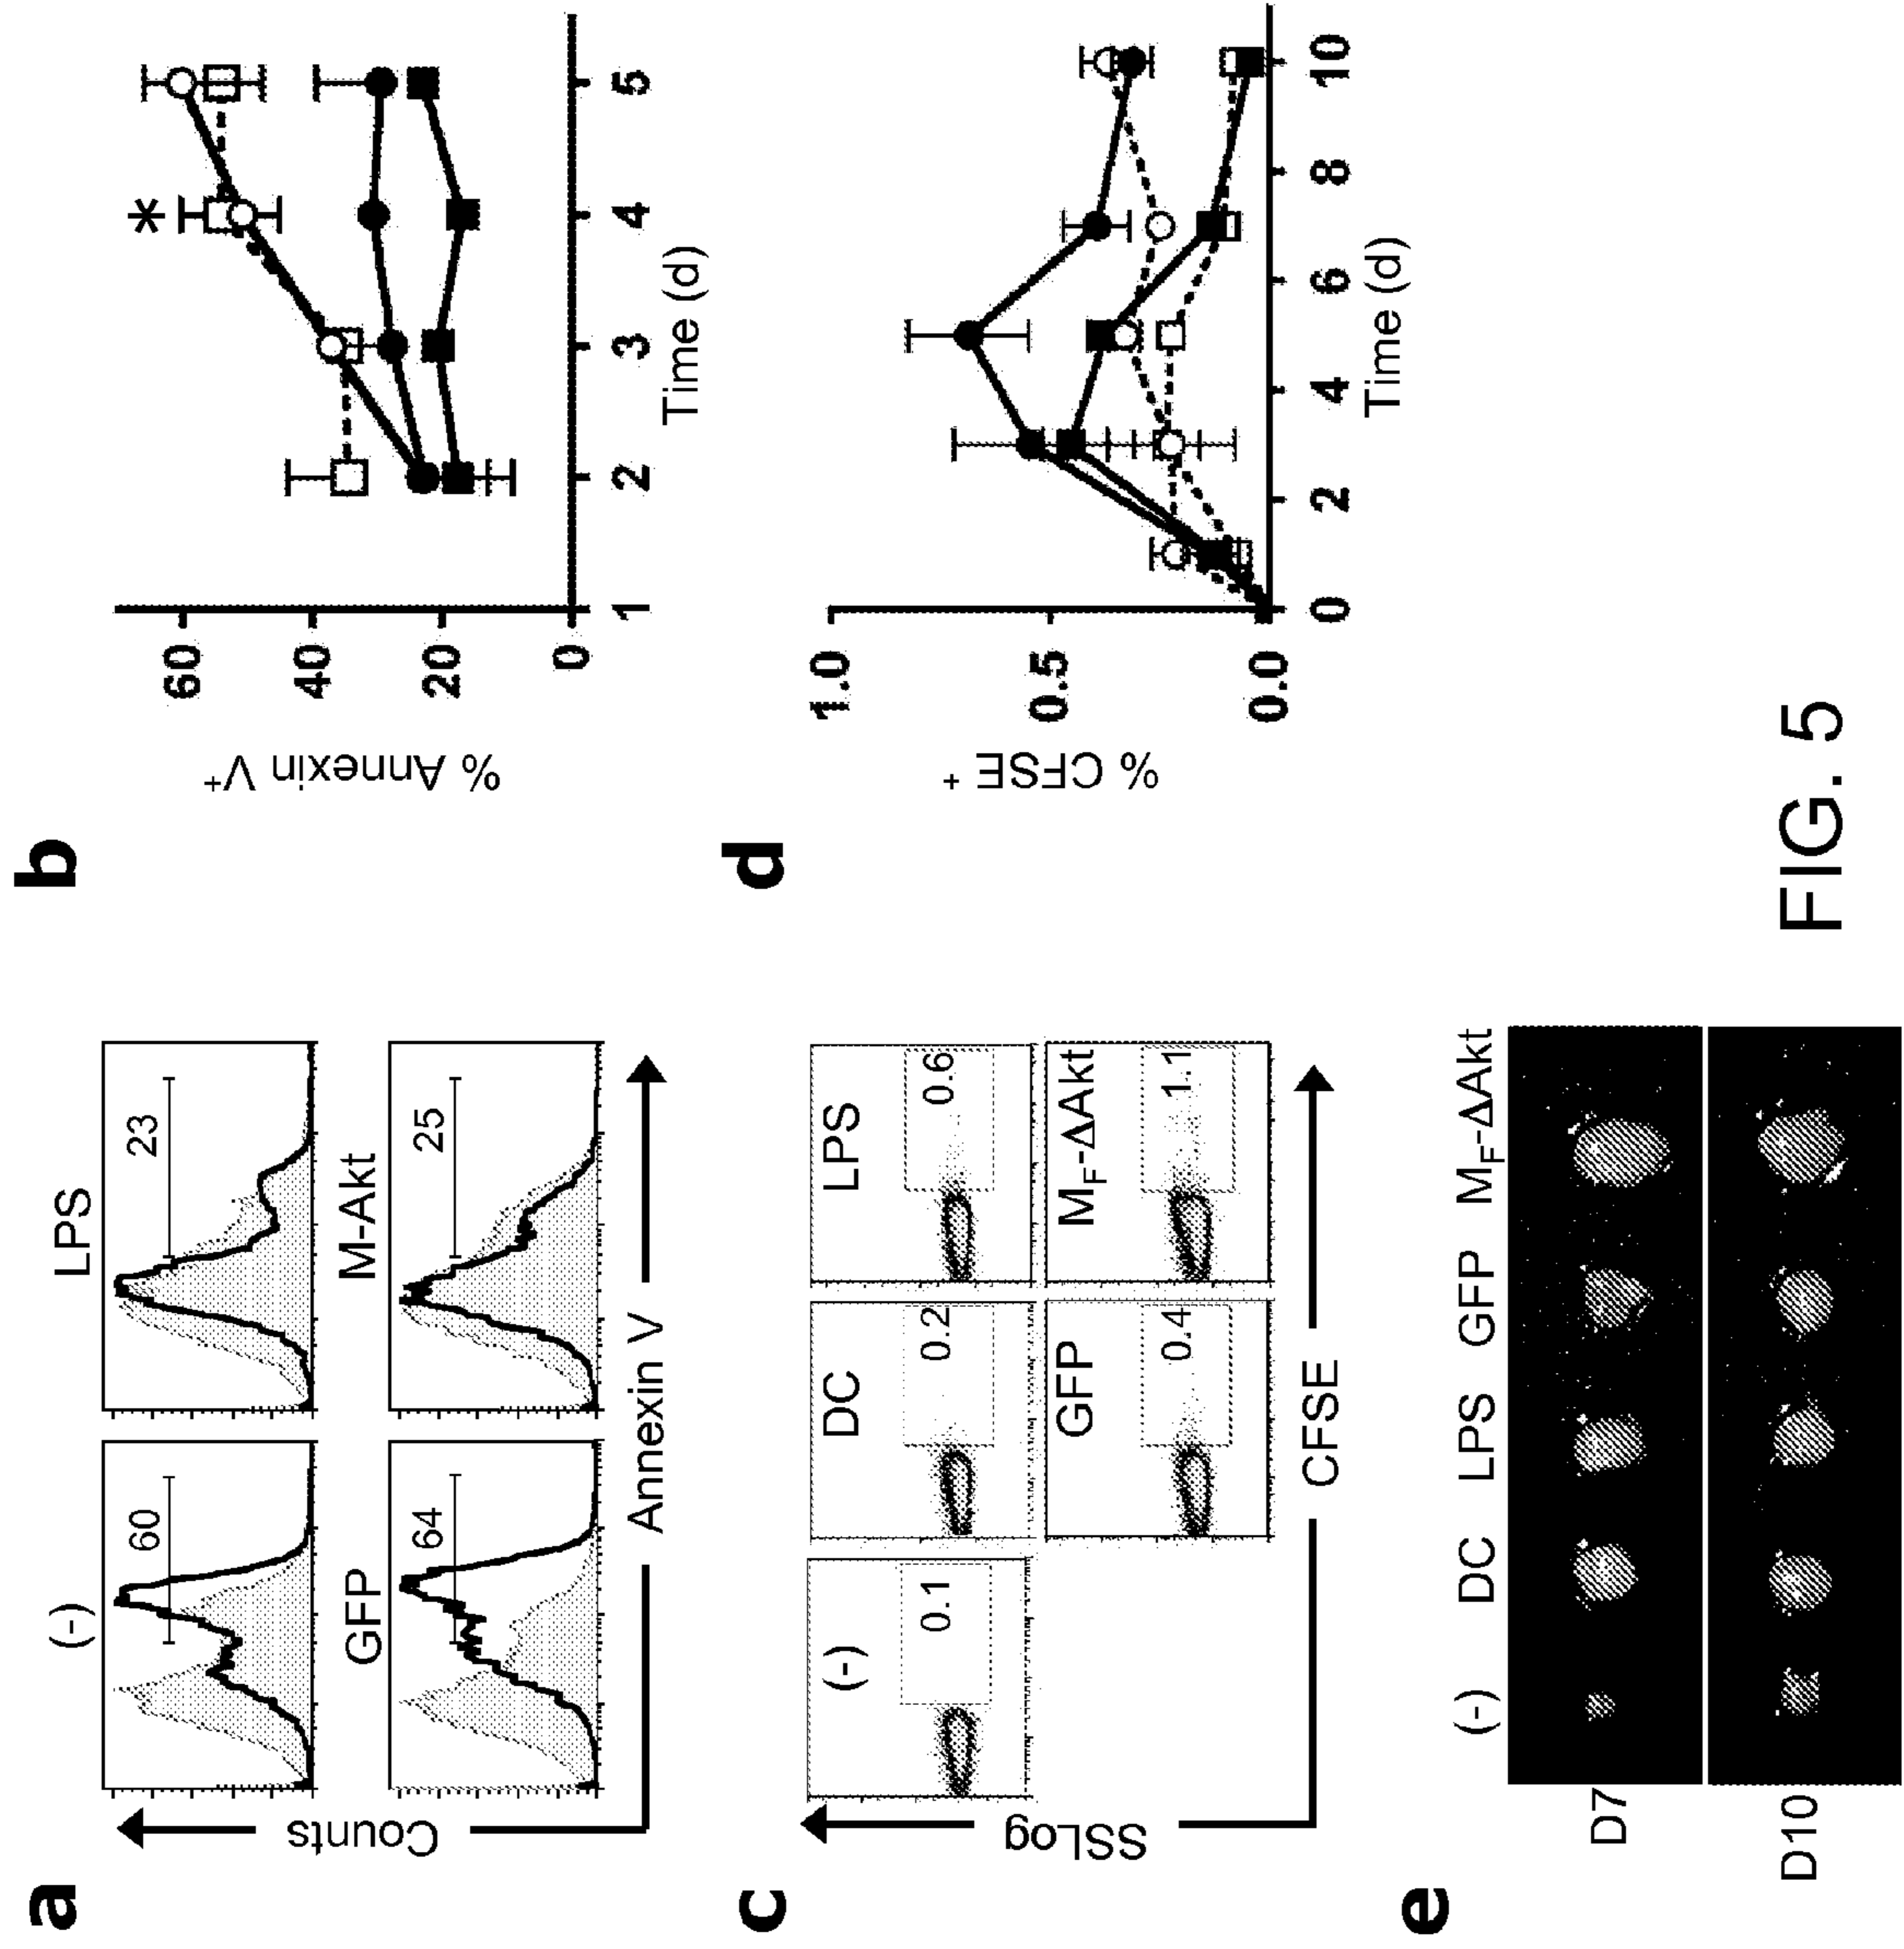 a
(-)
LPS
60
23
GFP
M-Akt
64
25
Counts
Annexin V
b
*
60
40
20
0
1
2
3
4
5
% Annexin V⁺
Time (d)
c
(-)
DC
LPS
0.1
0.2
0.6
GFP
M_F-ΔAkt
0.4
1.1
SSLog
CFSE
d
1.0
0.5
0.0
0
2
4
6
8
10
% CFSE ⁺
Time (d)
e
(-) DC LPS GFP M_F-ΔAkt
D7
D10
FIG. 5